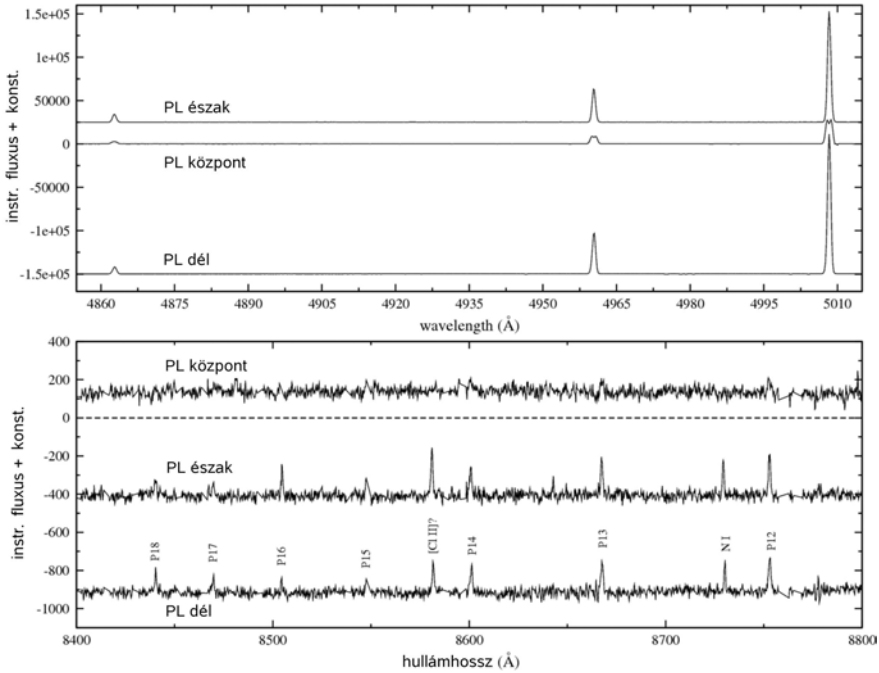 1.5e+05
1e+05
50000
0
-50000
-1e+05
-1.5e+05
instr. fluxus + konst.
PL észak
PL központ
PL dél
4860 4875 4890 4905 4920 4935 4950 4965 4980 4995 5010
wavelength (Å)
400
200
0
-200
-400
-600
-800
-1000
instr. fluxus + konst.
PL központ
PL észak
P18 P17 P16 P15 [Cl II]? P14 P13 N I P12
PL dél
8400 8500 8600 8700 8800
hullámhossz (Å)